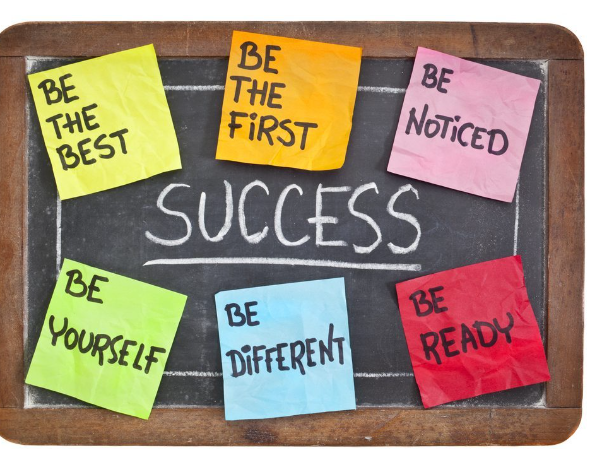 BE
THE
BEST
BE
THE
FiRST
BE
NOTiCED
SUCCESS
BE
YOURSELF
BE
DiFFERENT
BE
READY